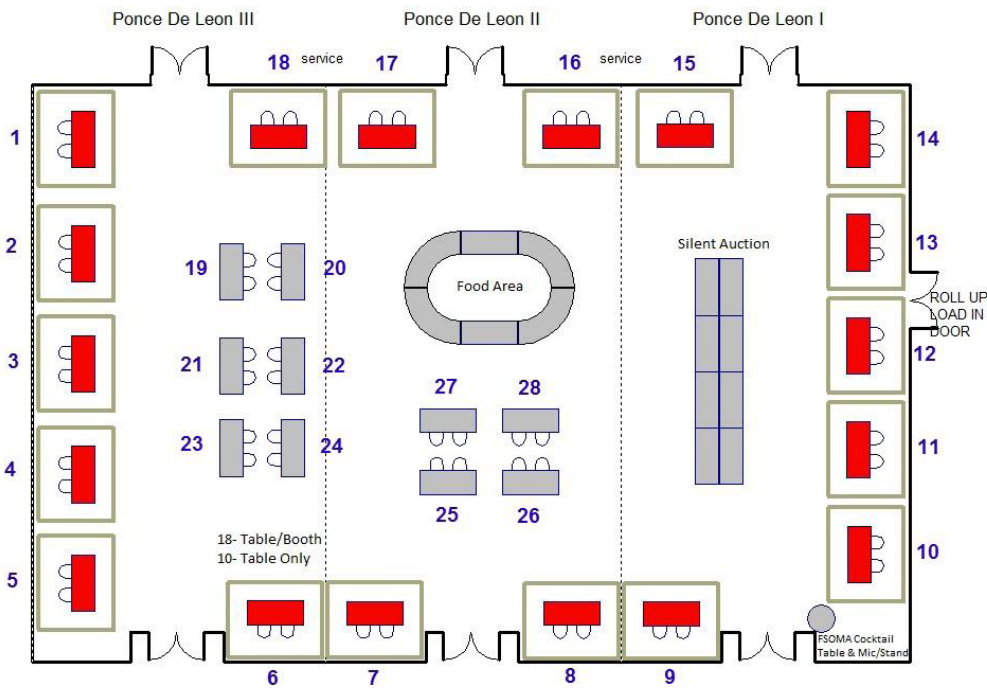 Ponce De Leon III
Ponce De Leon II
Ponce De Leon I
18 service 17
16 service 15
1
14
2
13
19
20
Silent Auction
Food Area
ROLL UP
LOAD IN
DOOR
3
21
22
12
27
28
4
23
24
11
25
26
18- Table/Booth
10- Table Only
10
5
FSOMA Cocktail
Table & Mic/Stand
6
7
8
9